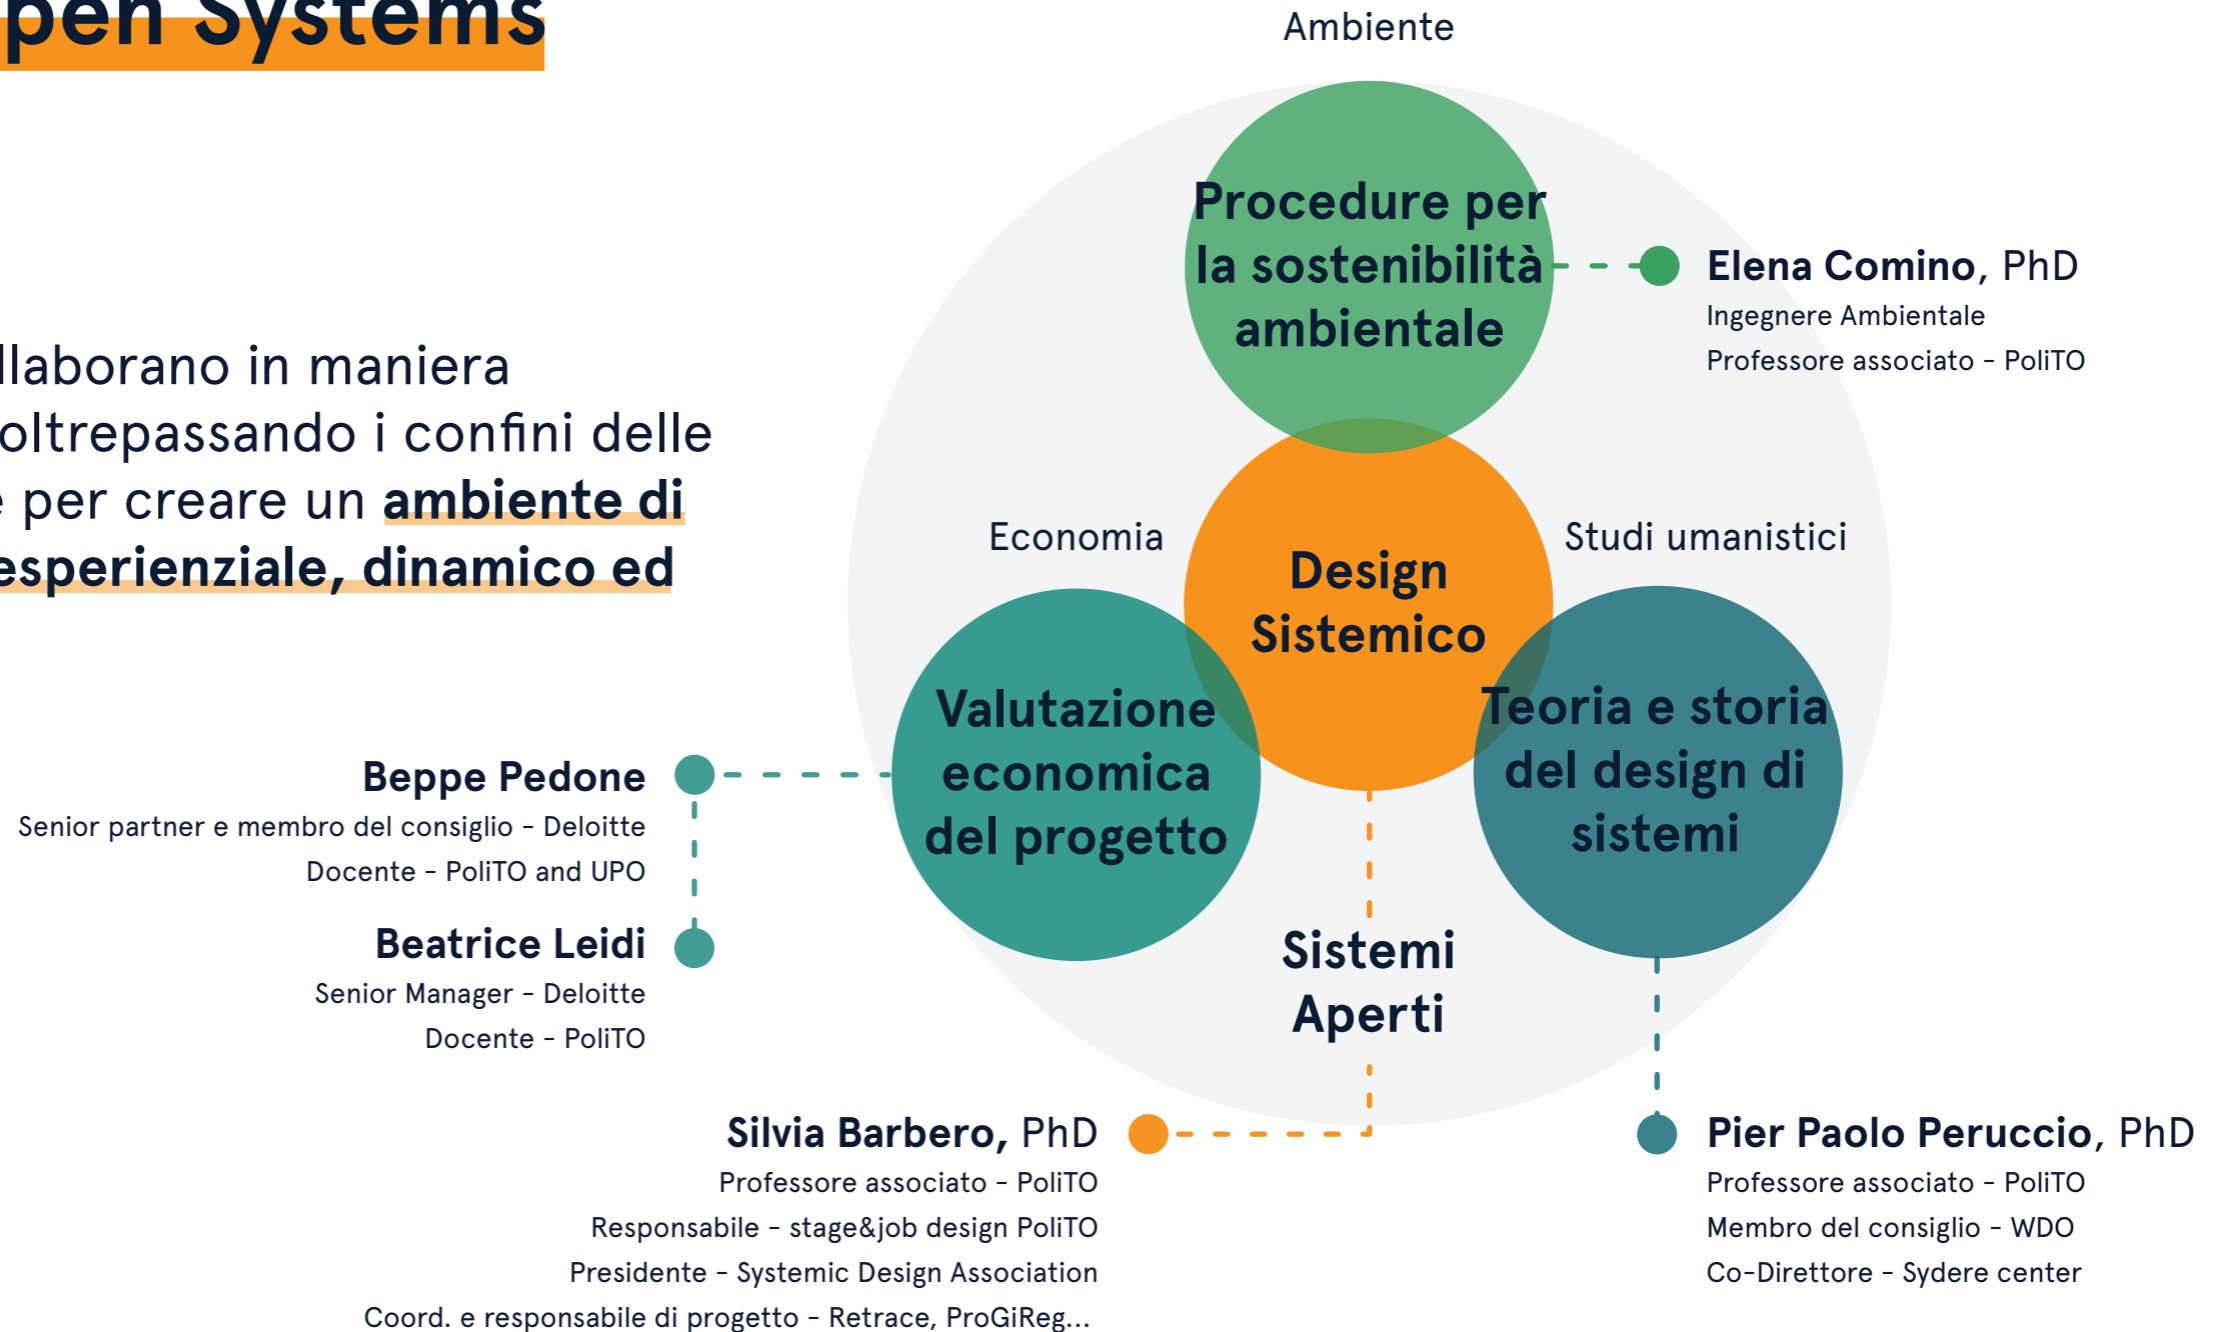 pen Systems
llaborano in maniera
oltrepassando i confini delle
e per creare un ambiente di
esperienziale, dinamico ed
Ambiente
Procedure per
la sostenibilità
ambientale
Elena Comino, PhD
Ingegnere Ambientale
Professore associato - PoliTO
Economia
Studi umanistici
Design
Sistemico
Valutazione
economica
del progetto
Teoria e storia
del design di
sistemi
Beppe Pedone
Senior partner e membro del consiglio - Deloitte
Docente - PoliTO and UPO
Beatrice Leidi
Senior Manager - Deloitte
Docente - PoliTO
Sistemi
Aperti
Silvia Barbero, PhD
Professore associato - PoliTO
Responsabile - stage&job design PoliTO
Presidente - Systemic Design Association
Coord. e responsabile di progetto - Retrace, ProGiReg...
Pier Paolo Peruccio, PhD
Professore associato - PoliTO
Membro del consiglio - WDO
Co-Direttore - Sydere center